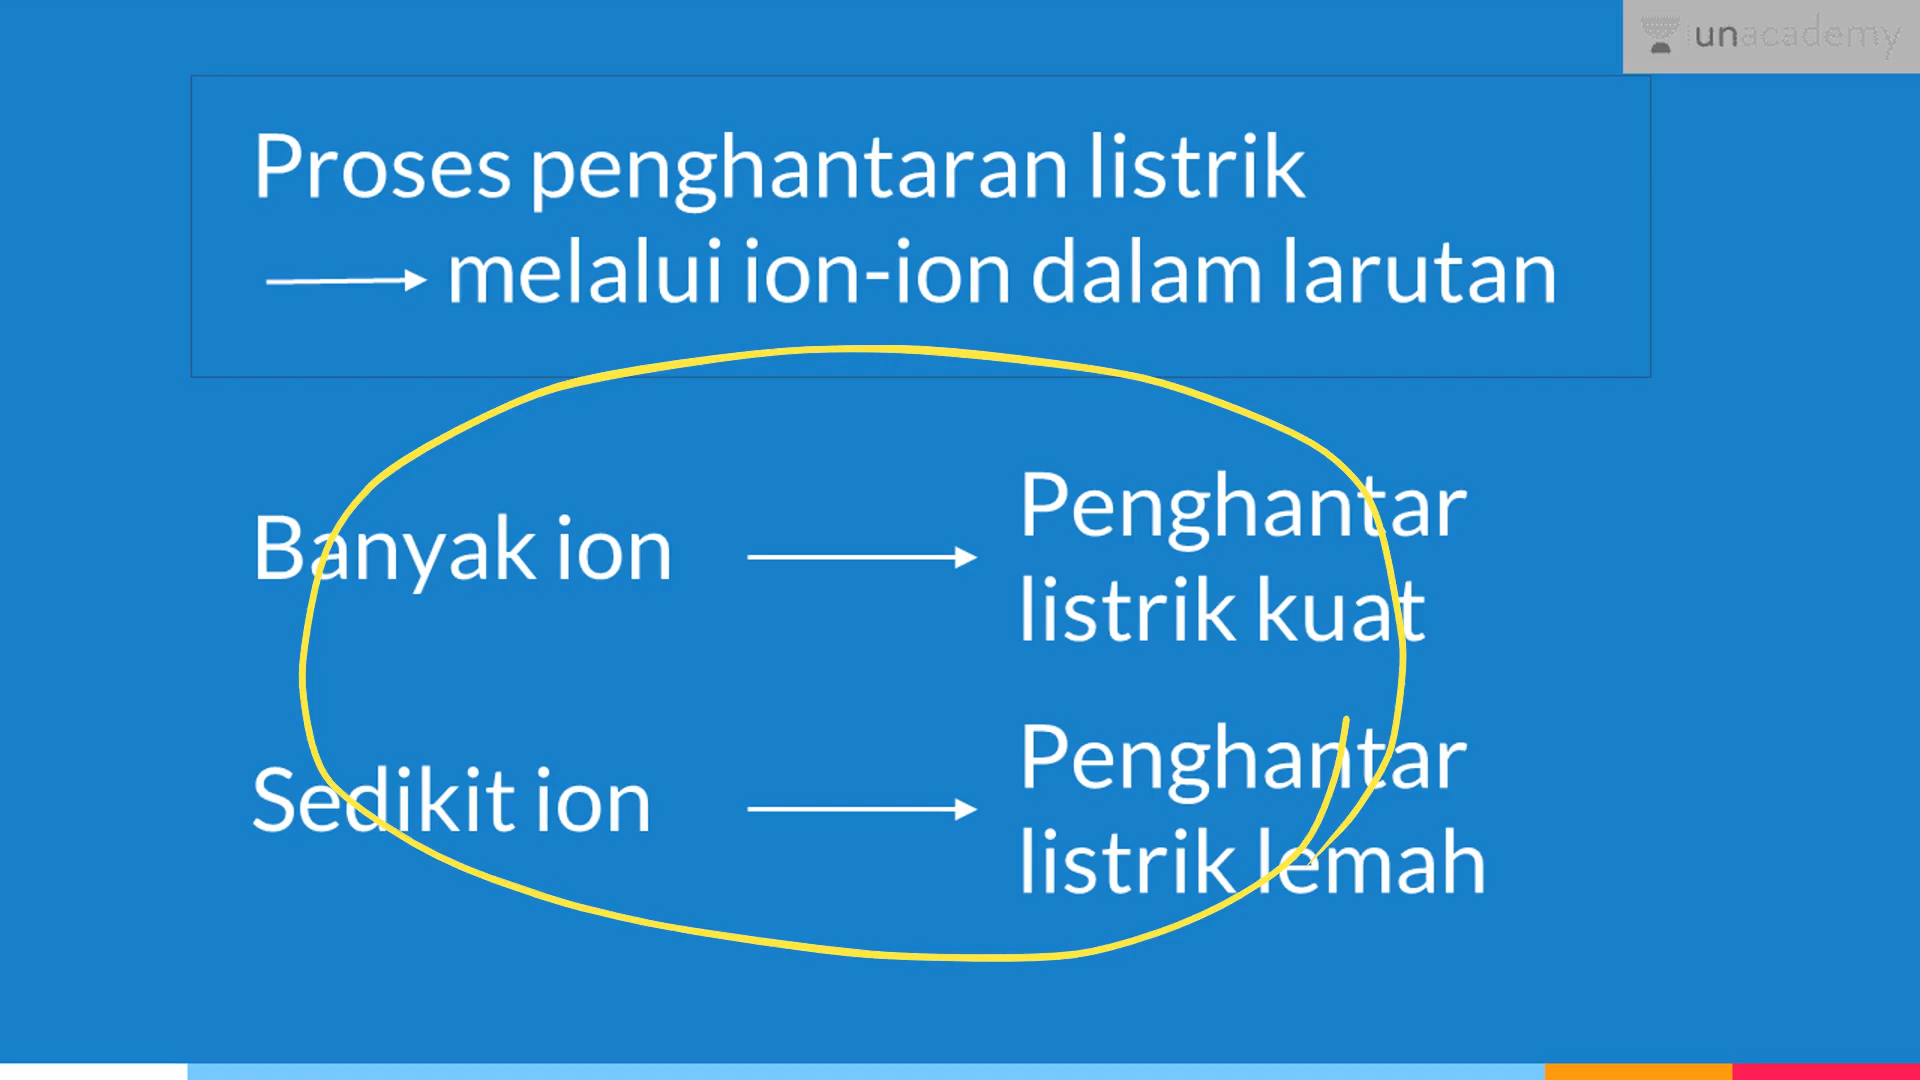 unacademy
Proses penghantaran listrik
melalui ion-ion dalam larutan
Banyak ion
Penghantar
listrik kuat
Sedikit ion
Penghantar
listrik lemah